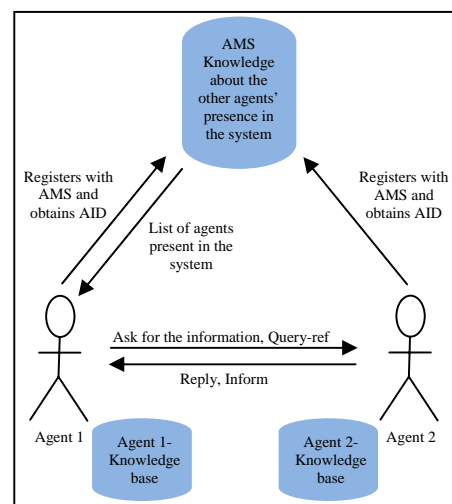 AMS
Knowledge
about the
other agents'
presence in
the system
Registers with
AMS and
obtains AID
Registers with
AMS and
obtains AID
List of agents
present in the
system
Ask for the information, Query-ref
Reply, Inform
Agent 1
Agent 1-
Knowledge
base
Agent 2-
Knowledge
base
Agent 2